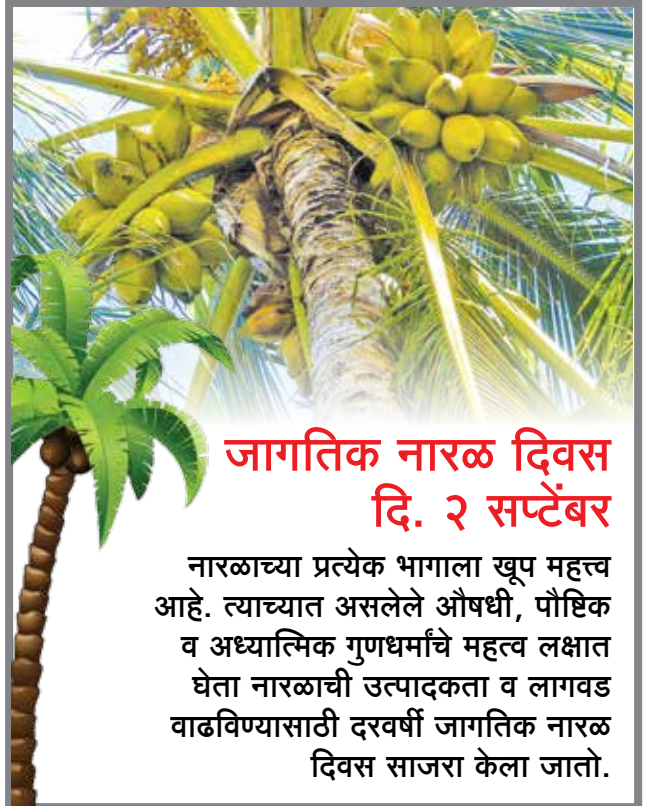 जागतिक नारळ दिवस
दि. २ सप्टेंबर
नारळाच्या प्रत्येक भागाला खूप महत्त्व
आहे. त्याच्यात असलेले औषधी, पौष्टिक
व अध्यात्मिक गुणधर्मांचे महत्व लक्षात
घेता नारळाची उत्पादकता व लागवड
वाढविण्यासाठी दरवर्षी जागतिक नारळ
दिवस साजरा केला जातो.